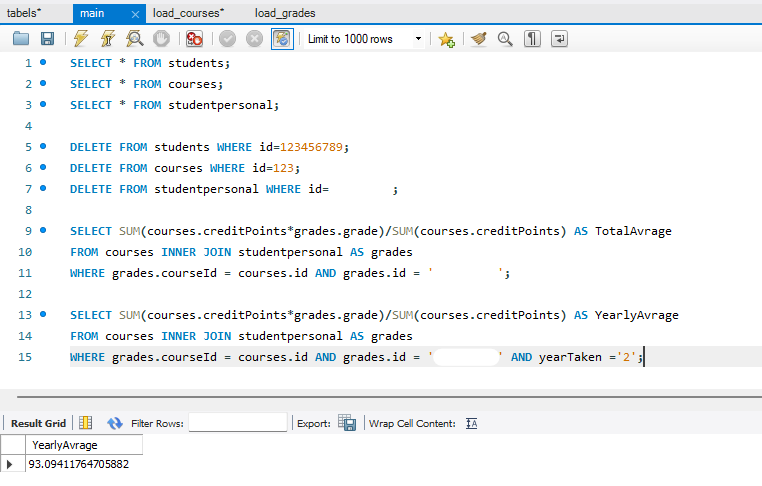 tabels* main × load_courses* load_grades
Limit to 1000 rows
1 SELECT * FROM students;
2 SELECT * FROM courses;
3 SELECT * FROM studentpersonal;
4
5 DELETE FROM students WHERE id=123456789;
6 DELETE FROM courses WHERE id=123;
7 DELETE FROM studentpersonal WHERE id= ;
8
9 SELECT SUM(courses.creditPoints*grades.grade)/SUM(courses.creditPoints) AS TotalAvrage
10 FROM courses INNER JOIN studentpersonal AS grades
11 WHERE grades.courseId = courses.id AND grades.id = ' ';
12
13 SELECT SUM(courses.creditPoints*grades.grade)/SUM(courses.creditPoints) AS YearlyAvrage
14 FROM courses INNER JOIN studentpersonal AS grades
15 WHERE grades.courseId = courses.id AND grades.id = ' ' AND yearTaken ='2';
Result Grid Filter Rows: Export: Wrap Cell Content:
YearlyAvrage
93.09411764705882